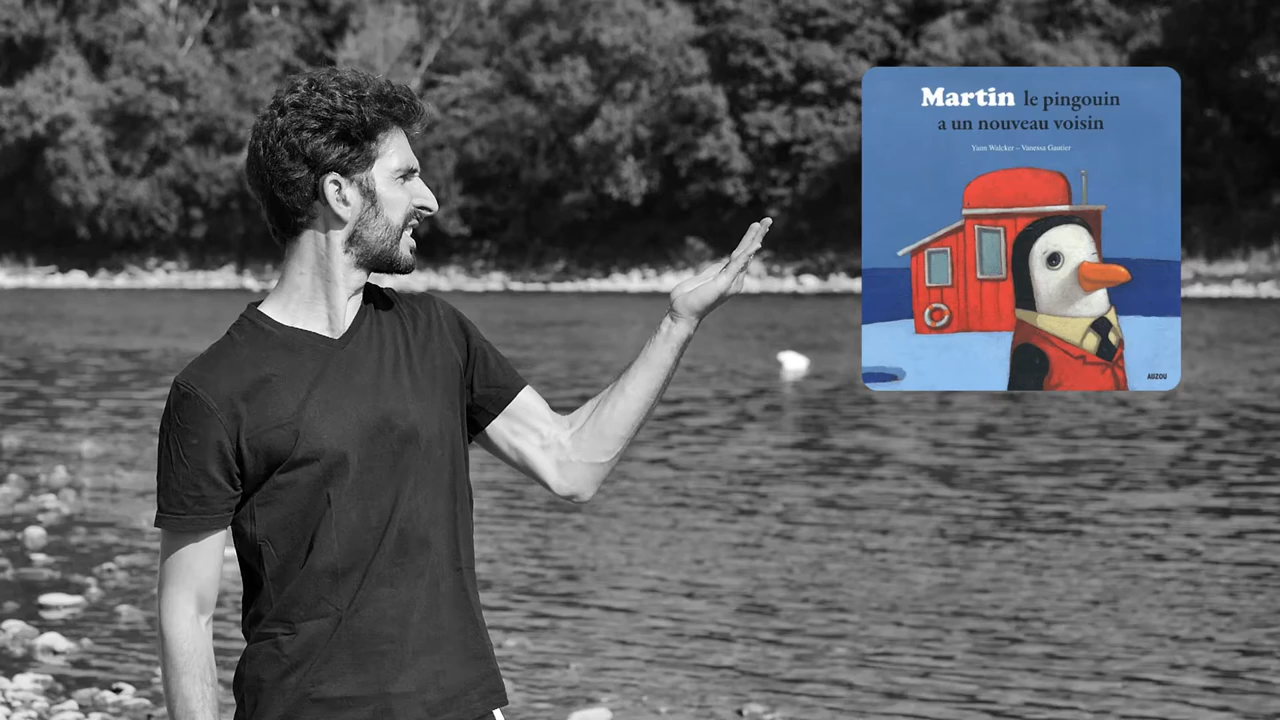 Martin le pingouin
a un nouveau voisin
Yann Walcker – Vanessa Gautier
AUZOU